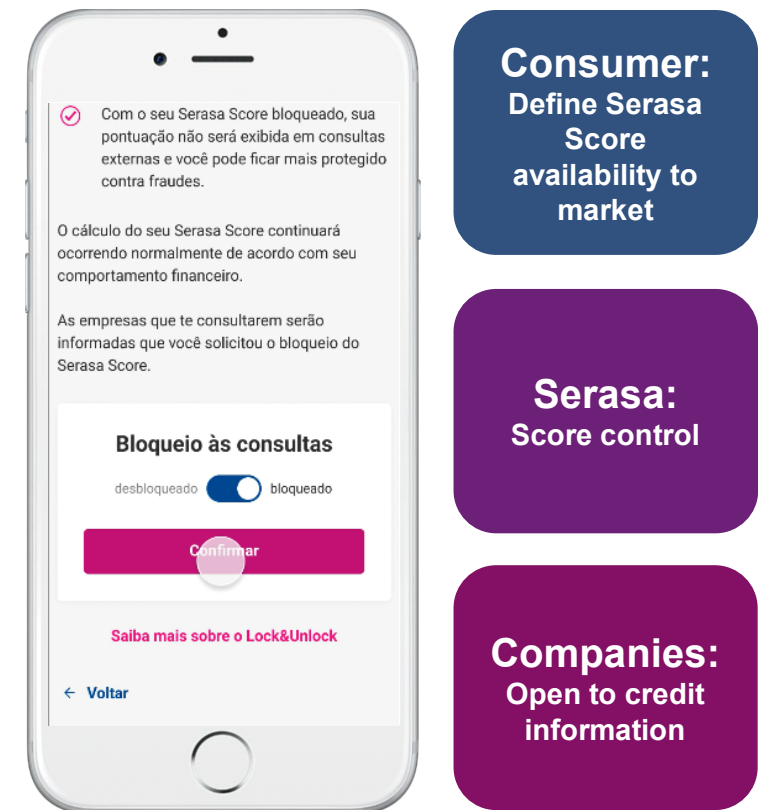 Com o seu Serasa Score bloqueado, sua
pontuação não será exibida em consultas
externas e você pode ficar mais protegido
contra fraudes.
O cálculo do seu Serasa Score continuará
ocorrendo normalmente de acordo com seu
comportamento financeiro.
As empresas que te consultarem serão
informadas que você solicitou o bloqueio do
Serasa Score.
Bloqueio às consultas
desbloqueado bloqueado
Confirmar
Saiba mais sobre o Lock&Unlock
← Voltar
Consumer:
Define Serasa
Score
availability to
market
Serasa:
Score control
Companies:
Open to credit
information